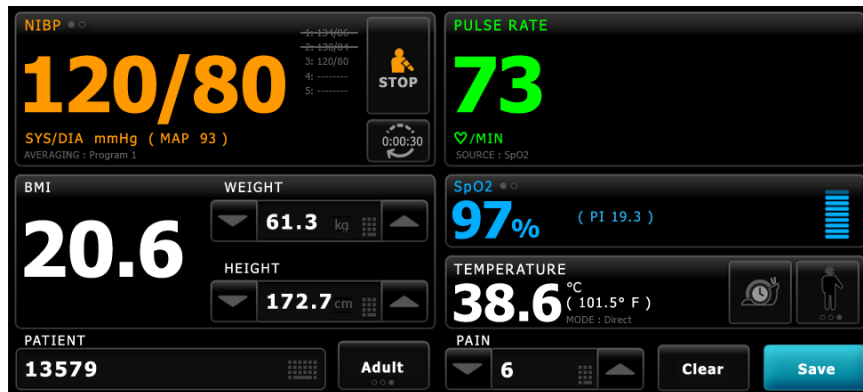 NIBP
1: 134/86
2: 130/84
3: 120/80
4: --------
5: --------
120/80
STOP
SYS/DIA mmHg ( MAP 93 )
AVERAGING : Program 1
0:00:30
PULSE RATE
73
/MIN
SOURCE : SpO2
BMI
20.6
WEIGHT
61.3 kg
HEIGHT
172.7 cm
SpO2
97% ( PI 19.3 )
TEMPERATURE
38.6 °C
( 101.5° F )
MODE : Direct
PATIENT
13579
Adult
PAIN
6
Clear
Save